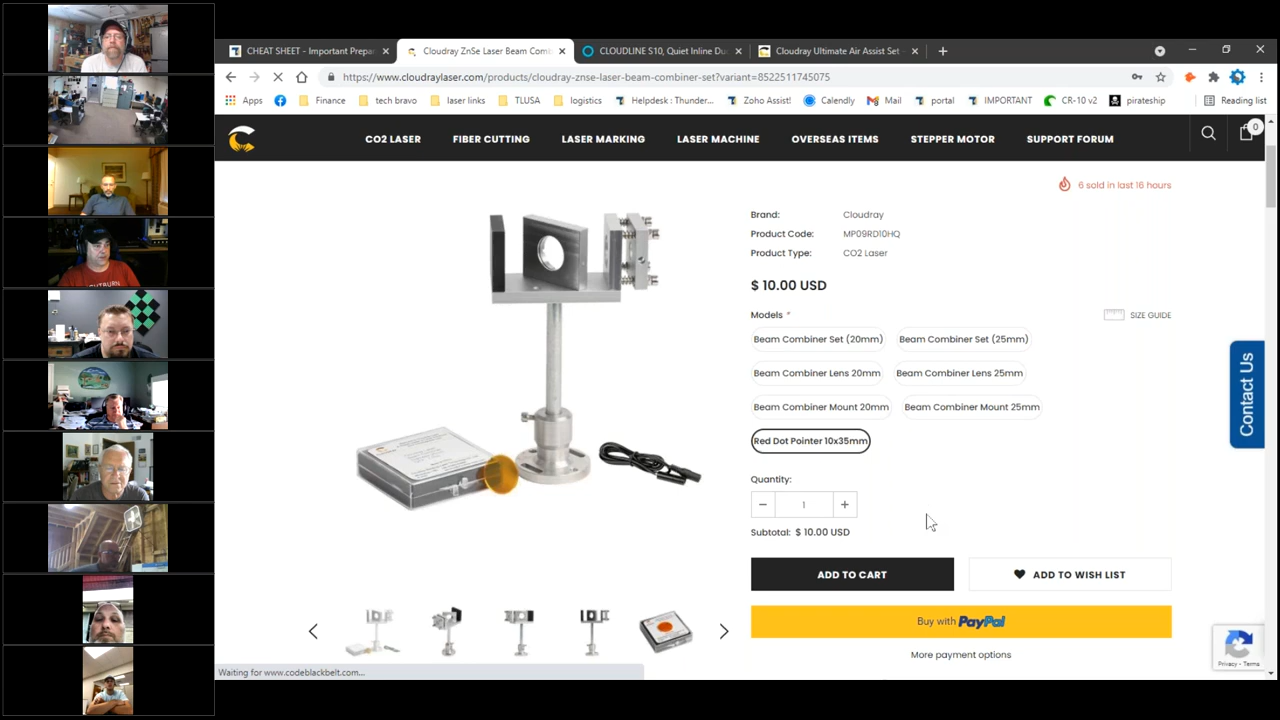 CHEAT SHEET - Important Prepar
Cloudray ZnSe Laser Beam Comb
CLOUDLINE S10, Quiet Inline Duc
Cloudray Ultimate Air Assist Set -
https://www.cloudraylaser.com/products/cloudray-znse-laser-beam-combiner-set?variant=8522511745075
Apps Finance tech bravo laser links TLUSA logistics Helpdesk : Thunder... Zoho Assist! Calendly Mail portal IMPORTANT CR-10 v2 pirateship Reading list
CO2 LASER FIBER CUTTING LASER MARKING LASER MACHINE OVERSEAS ITEMS STEPPER MOTOR SUPPORT FORUM 0
6 sold in last 16 hours
Brand: Cloudray
Product Code: MP09RD10HQ
Product Type: CO2 Laser
$ 10.00 USD
Models *
SIZE GUIDE
Beam Combiner Set (20mm) Beam Combiner Set (25mm)
Beam Combiner Lens 20mm Beam Combiner Lens 25mm
Beam Combiner Mount 20mm Beam Combiner Mount 25mm
Red Dot Pointer 10x35mm
Contact Us
Quantity:
− 1 +
Subtotal: $ 10.00 USD
ADD TO CART ADD TO WISH LIST
Buy with PayPal
More payment options
Privacy - Terms
Waiting for www.codeblackbelt.com...